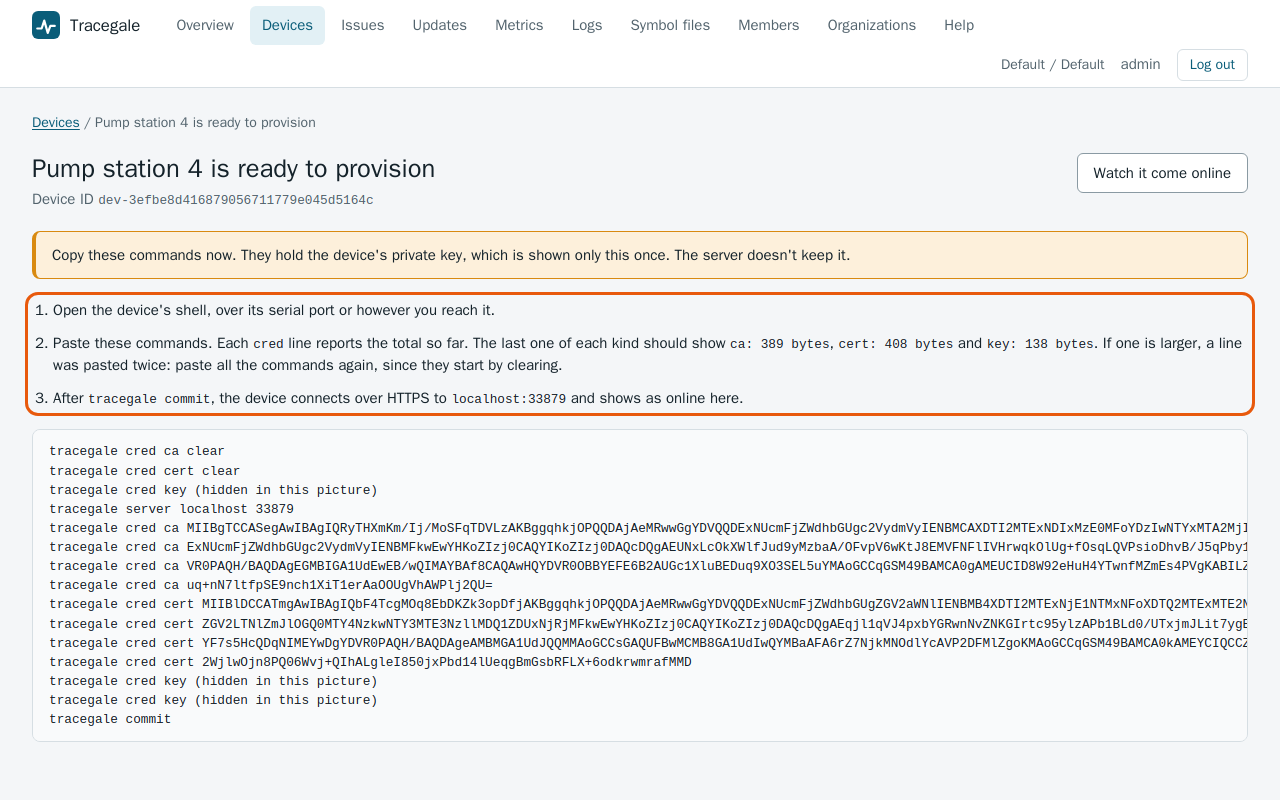 Tracegale
Overview
Devices
Issues
Updates
Metrics
Logs
Symbol files
Members
Organizations
Help
Default / Default
admin
Log out
Devices / Pump station 4 is ready to provision
Pump station 4 is ready to provision
Watch it come online
Device ID dev-3efbe8d416879056711779e045d5164c
Copy these commands now. They hold the device's private key, which is shown only this once. The server doesn't keep it.
1. Open the device's shell, over its serial port or however you reach it.
2. Paste these commands. Each cred line reports the total so far. The last one of each kind should show ca: 389 bytes, cert: 408 bytes and key: 138 bytes. If one is larger, a line
was pasted twice: paste all the commands again, since they start by clearing.
3. After tracegale commit, the device connects over HTTPS to localhost:33879 and shows as online here.
tracegale cred ca clear
tracegale cred cert clear
tracegale cred key (hidden in this picture)
tracegale server localhost 33879
tracegale cred ca MIIBgTCCASegAwIBAgIQRyTHXmKm/Ij/MoSFqTDVLzAKBggqhkjOPQQDAjAeMRwwGgYDVQQDExNUcmFjZWdhbGUgc2VydmVyIENBMCAXDTI2MTExNDIxMzE0MFoYDzIwNTYxMTA2MjI
tracegale cred ca ExNUcmFjZWdhbGUgc2VydmVyIENBMFkwEwYHKoZIzj0CAQYIKoZIzj0DAQcDQgAEUNxLcOkXWlfJud9yMzbaA/OFvpV6wKtJ8EMVFNFlIVHrwqkOlUg+fOsqLQVPsioDhvB/J5qPby1
tracegale cred ca VR0PAQH/BAQDAgEGMBIGA1UdEwEB/wQIMAYBAf8CAQAwHQYDVR0OBBYEFE6B2AUGc1XluBEDuq9XO3SEL5uYMAoGCCqGSM49BAMCA0gAMEUCID8W92eHuH4YTwnfMZmEs4PVgKABILZ
tracegale cred ca uq+nN7ltfpSE9nch1XiT1erAaOOUgVhAWPlj2QU=
tracegale cred cert MIIBlDCCATmgAwIBAgIQbF4TcgMOq8EbDKZk3opDfjAKBggqhkjOPQQDAjAeMRwwGgYDVQQDExNUcmFjZWdhbGUgZGV2aWNlIENBMB4XDTI2MTExNjE1NTMxNFoXDTQ2MTExMTE2N
tracegale cred cert ZGV2LTNlZmJlOGQ0MTY4NzkwNTY3MTE3NzllMDQ1ZDUxNjRjMFkwEwYHKoZIzj0CAQYIKoZIzj0DAQcDQgAEqjl1qVJ4pxbYGRwnNvZNKGIrtc95ylzAPb1BLd0/UTxjmJLit7ygE
tracegale cred cert YF7s5HcQDqNIMEYwDgYDVR0PAQH/BAQDAgeAMBMGA1UdJQQMMAoGCCsGAQUFBwMCMB8GA1UdIwQYMBaAFA6rZ7NjkMNOdlYcAVP2DFMlZgoKMAoGCCqGSM49BAMCA0kAMEYCIQCCZ
tracegale cred cert 2WjlwOjn8PQ06Wvj+QIhALgleI850jxPbd14lUeqgBmGsbRFLX+6odkrwmrafMMD
tracegale cred key (hidden in this picture)
tracegale cred key (hidden in this picture)
tracegale commit